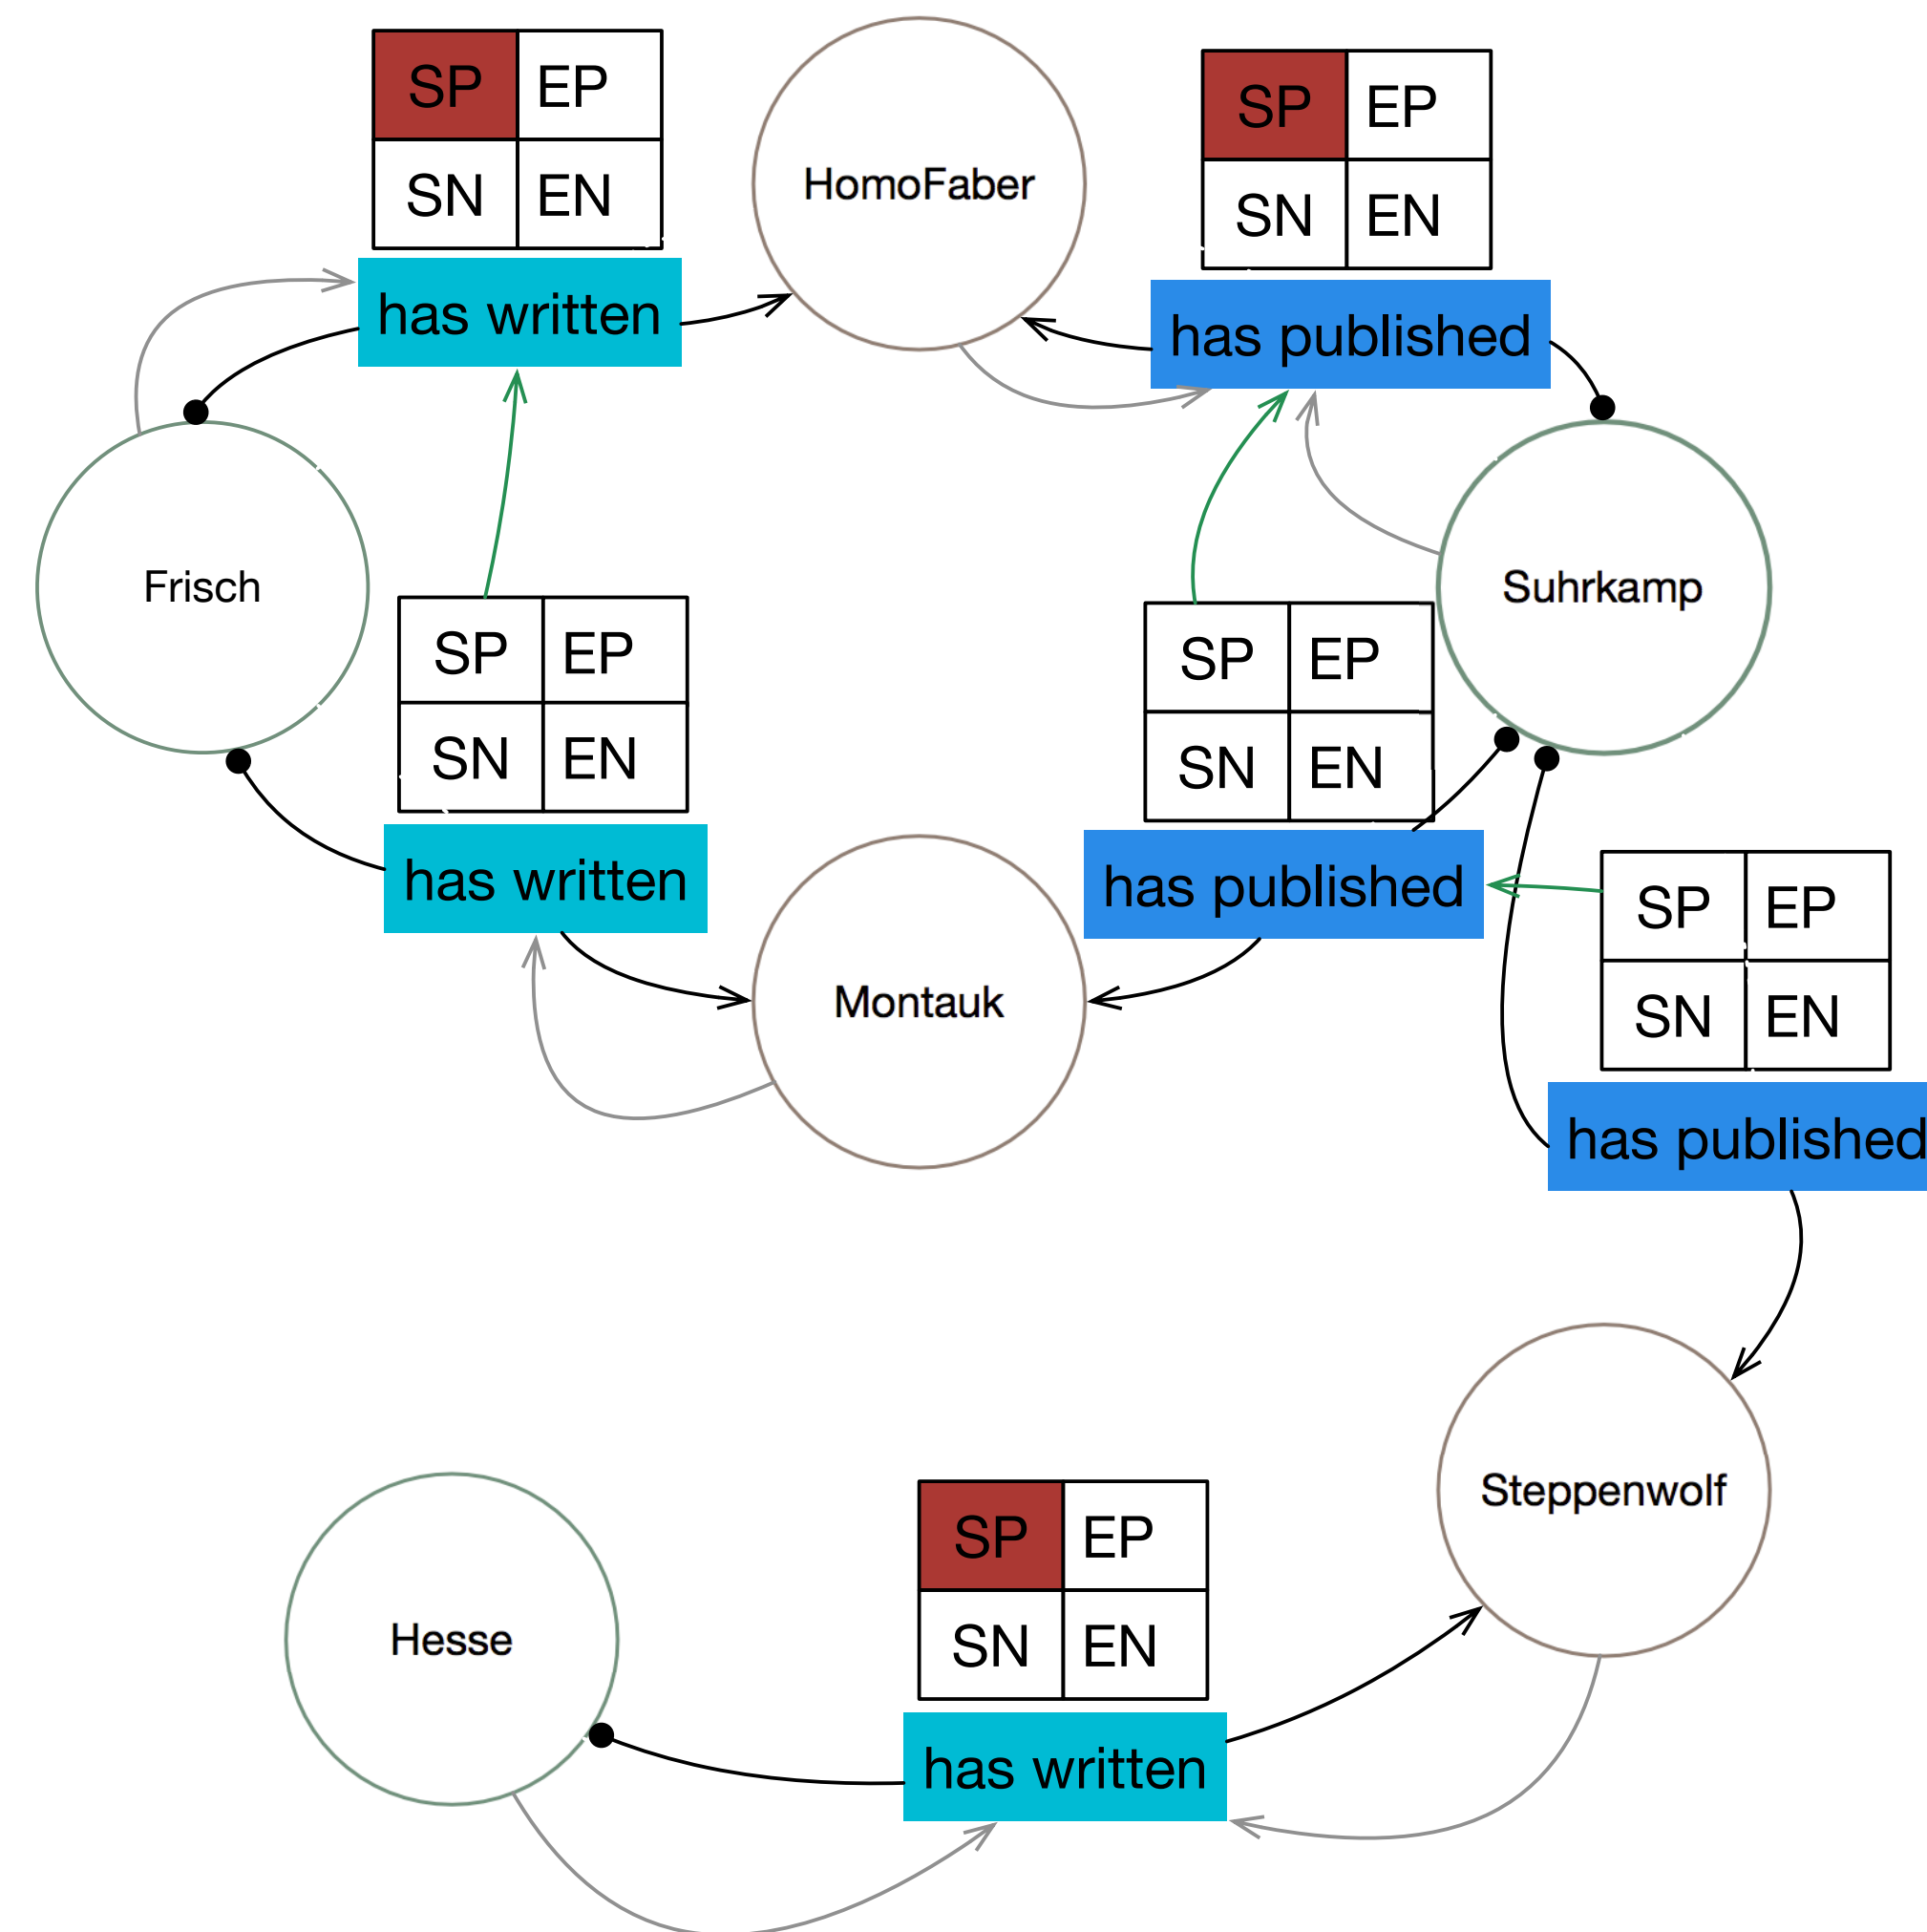 SP EP
SN EN
has written
HomoFaber
SP EP
SN EN
has published
Frisch
Suhrkamp
SP EP
SN EN
has written
SP EP
SN EN
has published
Montauk
SP EP
SN EN
has published
Steppenwolf
Hesse
SP EP
SN EN
has written